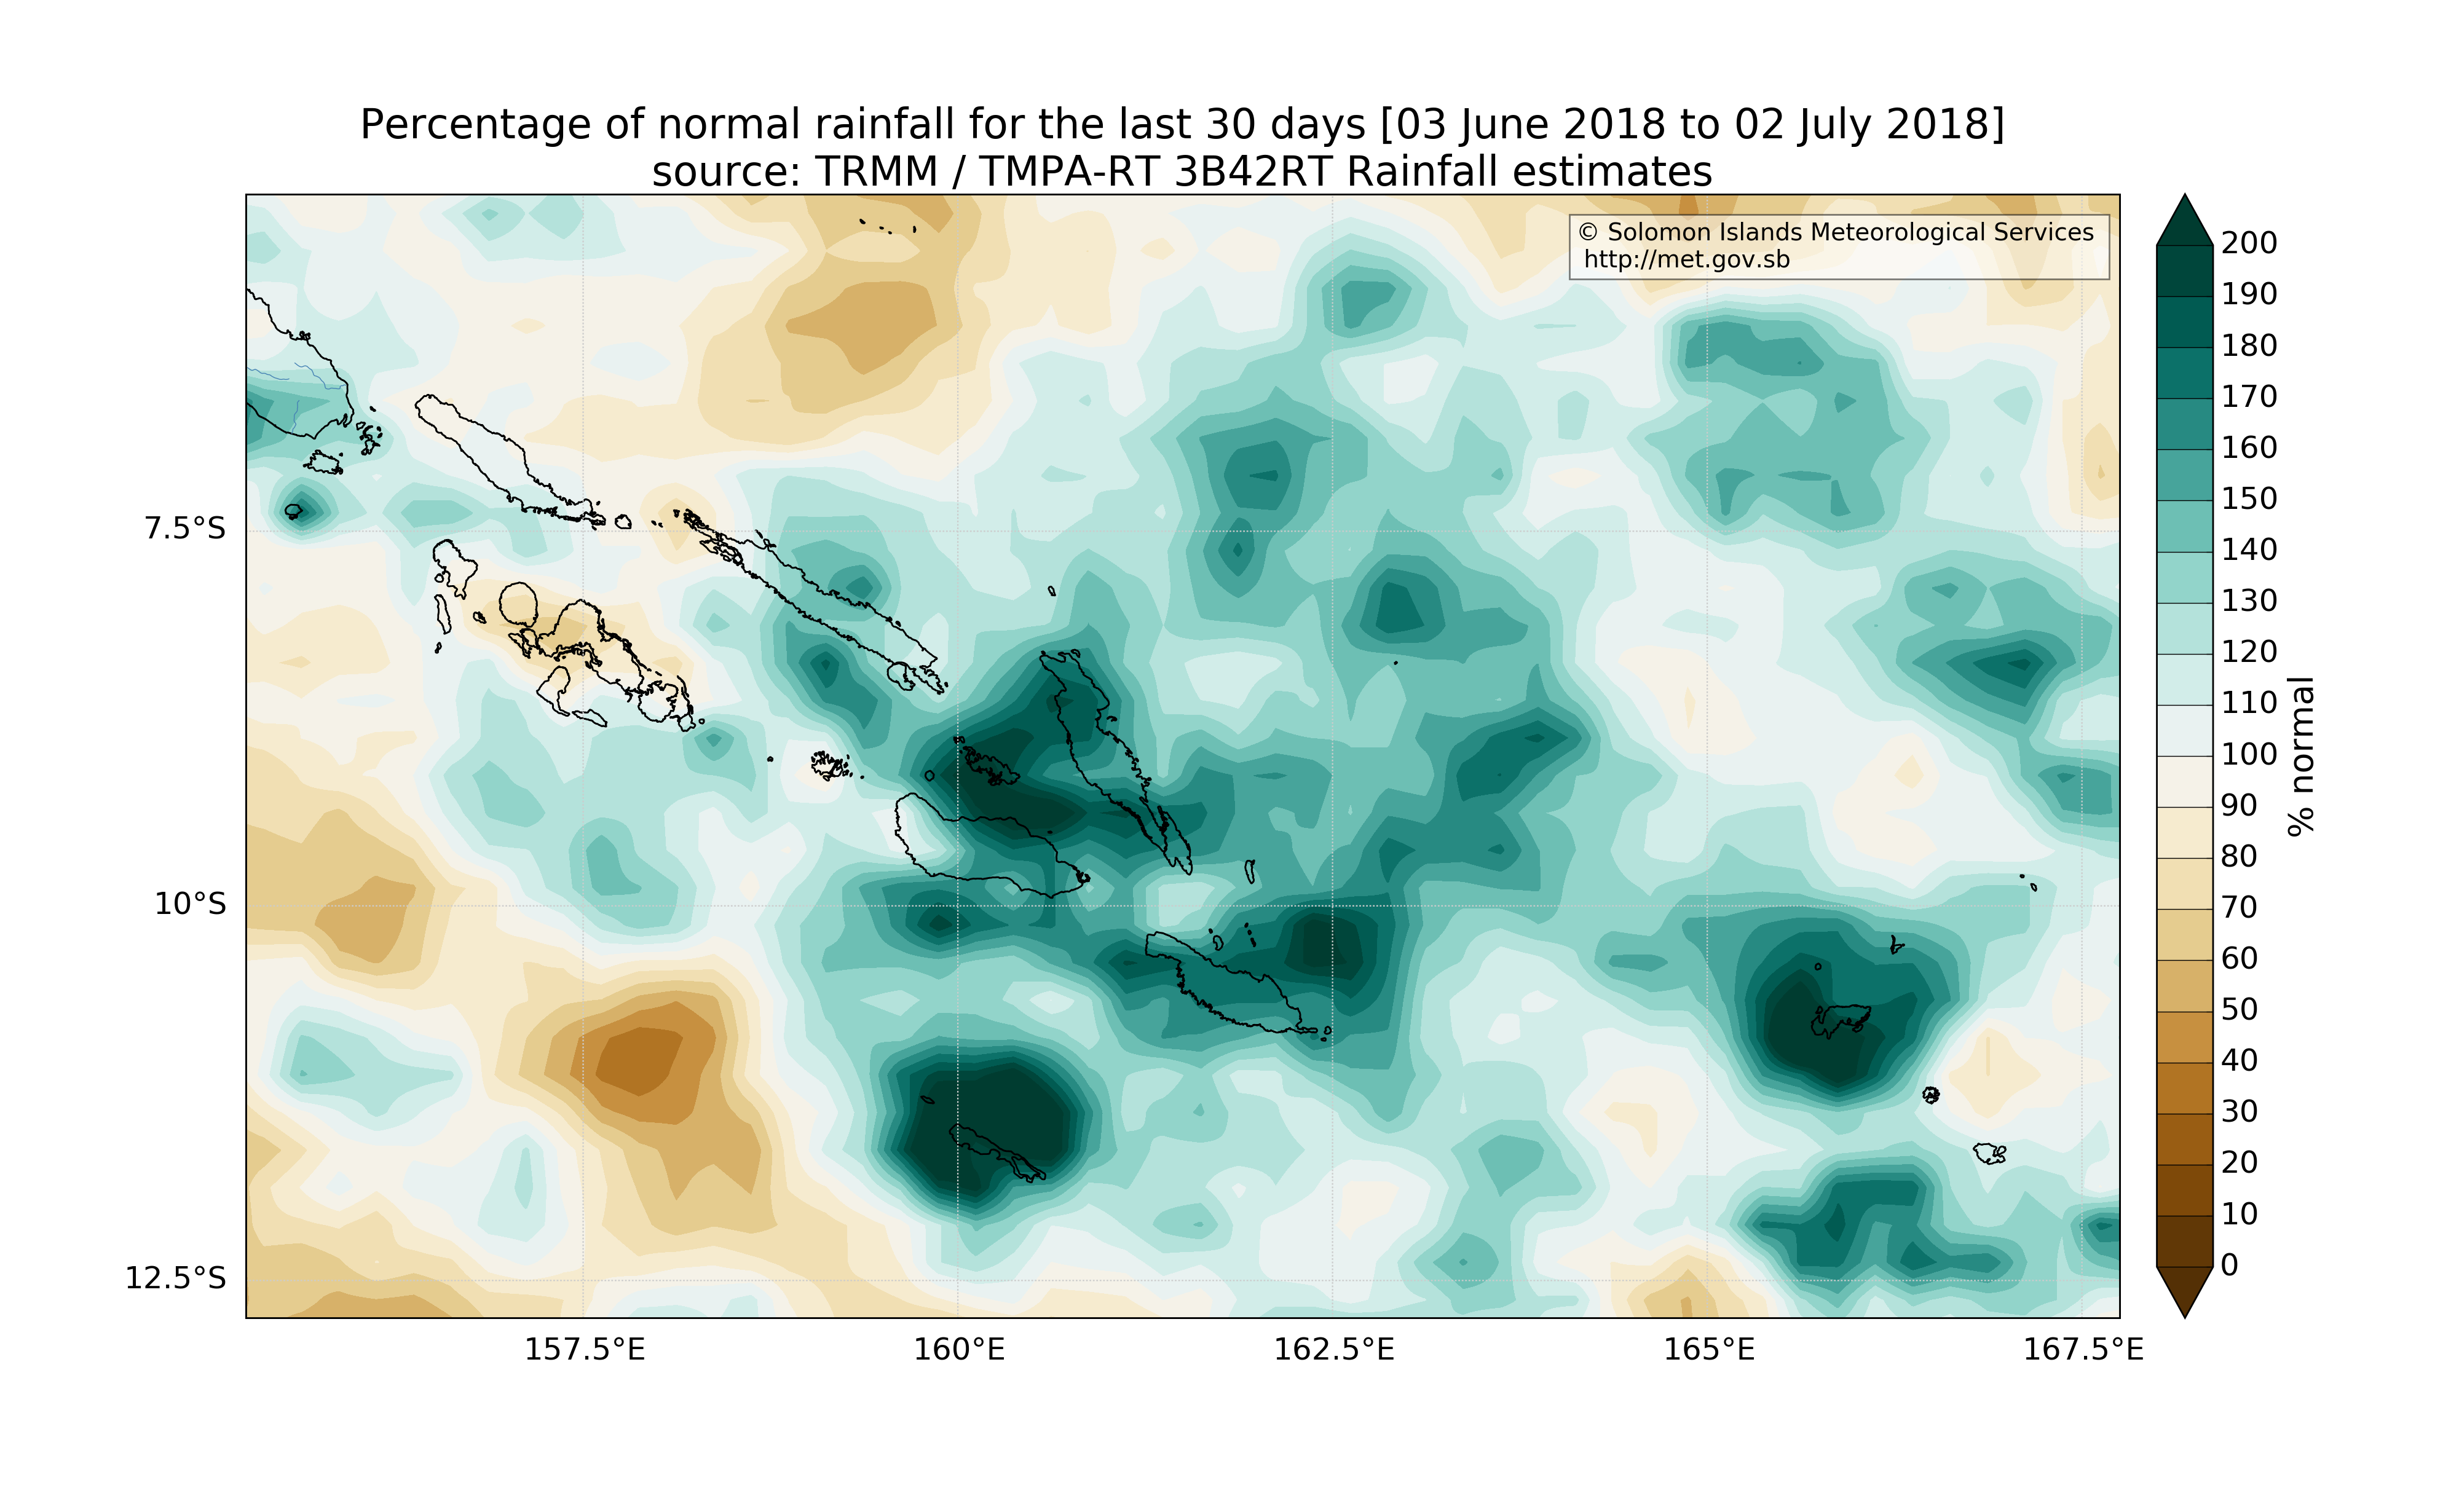 Percentage of normal rainfall for the last 30 days [03 June 2018 to 02 July 2018]
source: TRMM / TMPA-RT 3B42RT Rainfall estimates
© Solomon Islands Meteorological Services
http://met.gov.sb
7.5°S
10°S
12.5°S
157.5°E
160°E
162.5°E
165°E
167.5°E
200
190
180
170
160
150
140
130
120
110
100
90
80
70
60
50
40
30
20
10
0
% normal